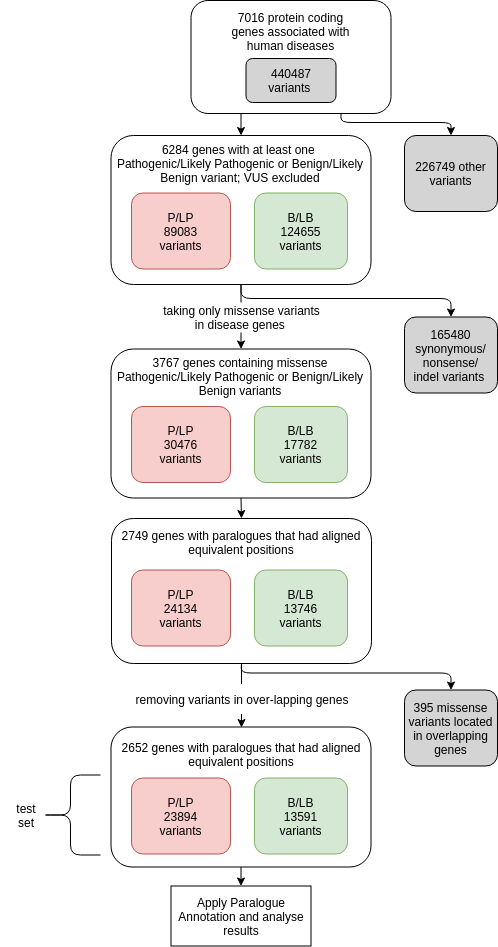 7016 protein coding
genes associated with
human diseases
440487
variants
6284 genes with at least one
Pathogenic/Likely Pathogenic or Benign/Likely
Benign variant; VUS excluded
P/LP
89083
variants
B/LB
124655
variants
226749 other
variants
taking only missense variants
in disease genes
165480
synonymous/
nonsense/
indel variants
3767 genes containing missense
Pathogenic/Likely Pathogenic or Benign/Likely
Benign variants
P/LP
30476
variants
B/LB
17782
variants
2749 genes with paralogues that had aligned
equivalent positions
P/LP
24134
variants
B/LB
13746
variants
removing variants in over-lapping genes
395 missense
variants located
in overlapping
genes
2652 genes with paralogues that had aligned
equivalent positions
P/LP
23894
variants
B/LB
13591
variants
test
set
Apply Paralogue
Annotation and analyse
results